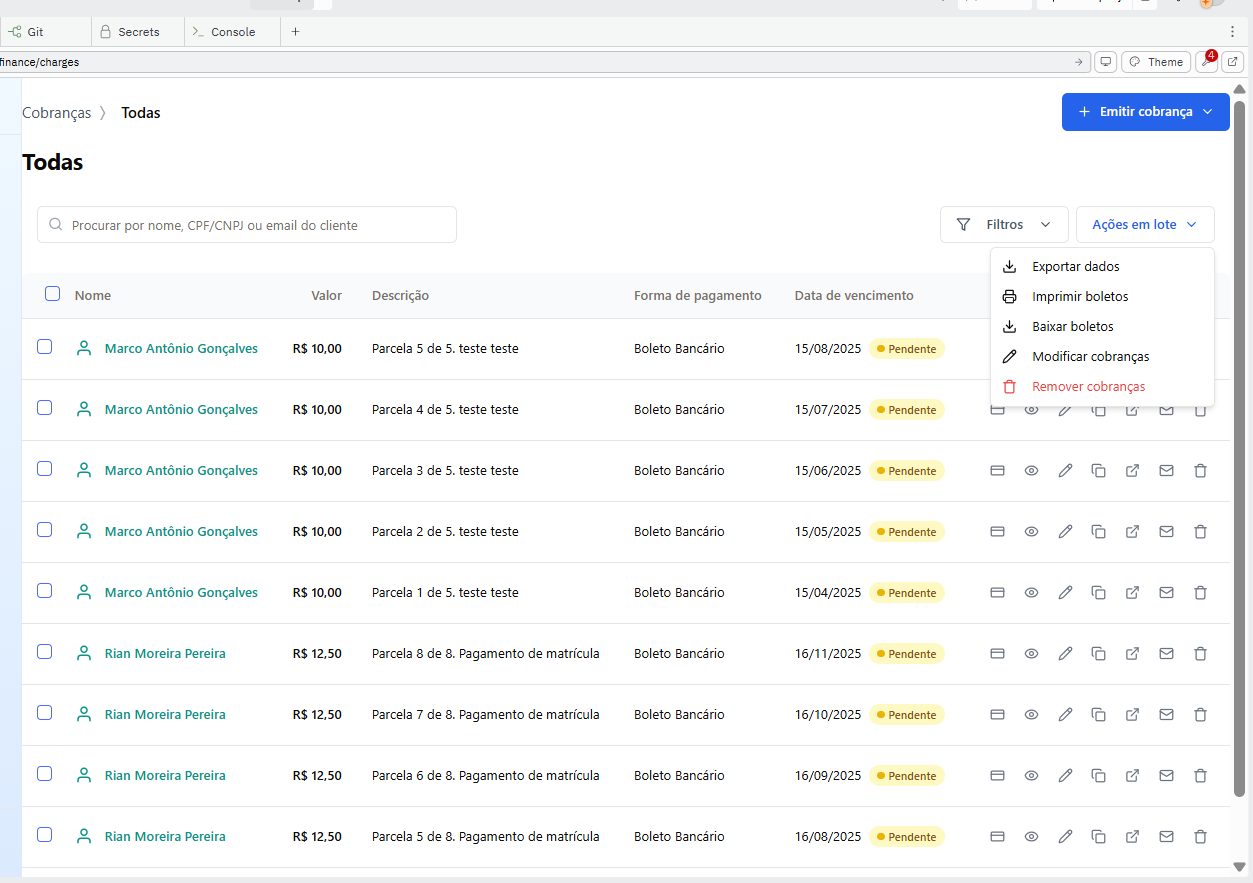 Git
Secrets
Console
finance/charges
Theme
4
Cobranças
Todas
Emitir cobrança
Todas
Procurar por nome, CPF/CNPJ ou email do cliente
Filtros
Ações em lote
Exportar dados
Imprimir boletos
Baixar boletos
Modificar cobranças
Remover cobranças
Nome Valor Descrição Forma de pagamento Data de vencimento
Marco Antônio Gonçalves R$ 10,00 Parcela 5 de 5. teste teste Boleto Bancário 15/08/2025 Pendente
Marco Antônio Gonçalves R$ 10,00 Parcela 4 de 5. teste teste Boleto Bancário 15/07/2025 Pendente
Marco Antônio Gonçalves R$ 10,00 Parcela 3 de 5. teste teste Boleto Bancário 15/06/2025 Pendente
Marco Antônio Gonçalves R$ 10,00 Parcela 2 de 5. teste teste Boleto Bancário 15/05/2025 Pendente
Marco Antônio Gonçalves R$ 10,00 Parcela 1 de 5. teste teste Boleto Bancário 15/04/2025 Pendente
Rian Moreira Pereira R$ 12,50 Parcela 8 de 8. Pagamento de matrícula Boleto Bancário 16/11/2025 Pendente
Rian Moreira Pereira R$ 12,50 Parcela 7 de 8. Pagamento de matrícula Boleto Bancário 16/10/2025 Pendente
Rian Moreira Pereira R$ 12,50 Parcela 6 de 8. Pagamento de matrícula Boleto Bancário 16/09/2025 Pendente
Rian Moreira Pereira R$ 12,50 Parcela 5 de 8. Pagamento de matrícula Boleto Bancário 16/08/2025 Pendente